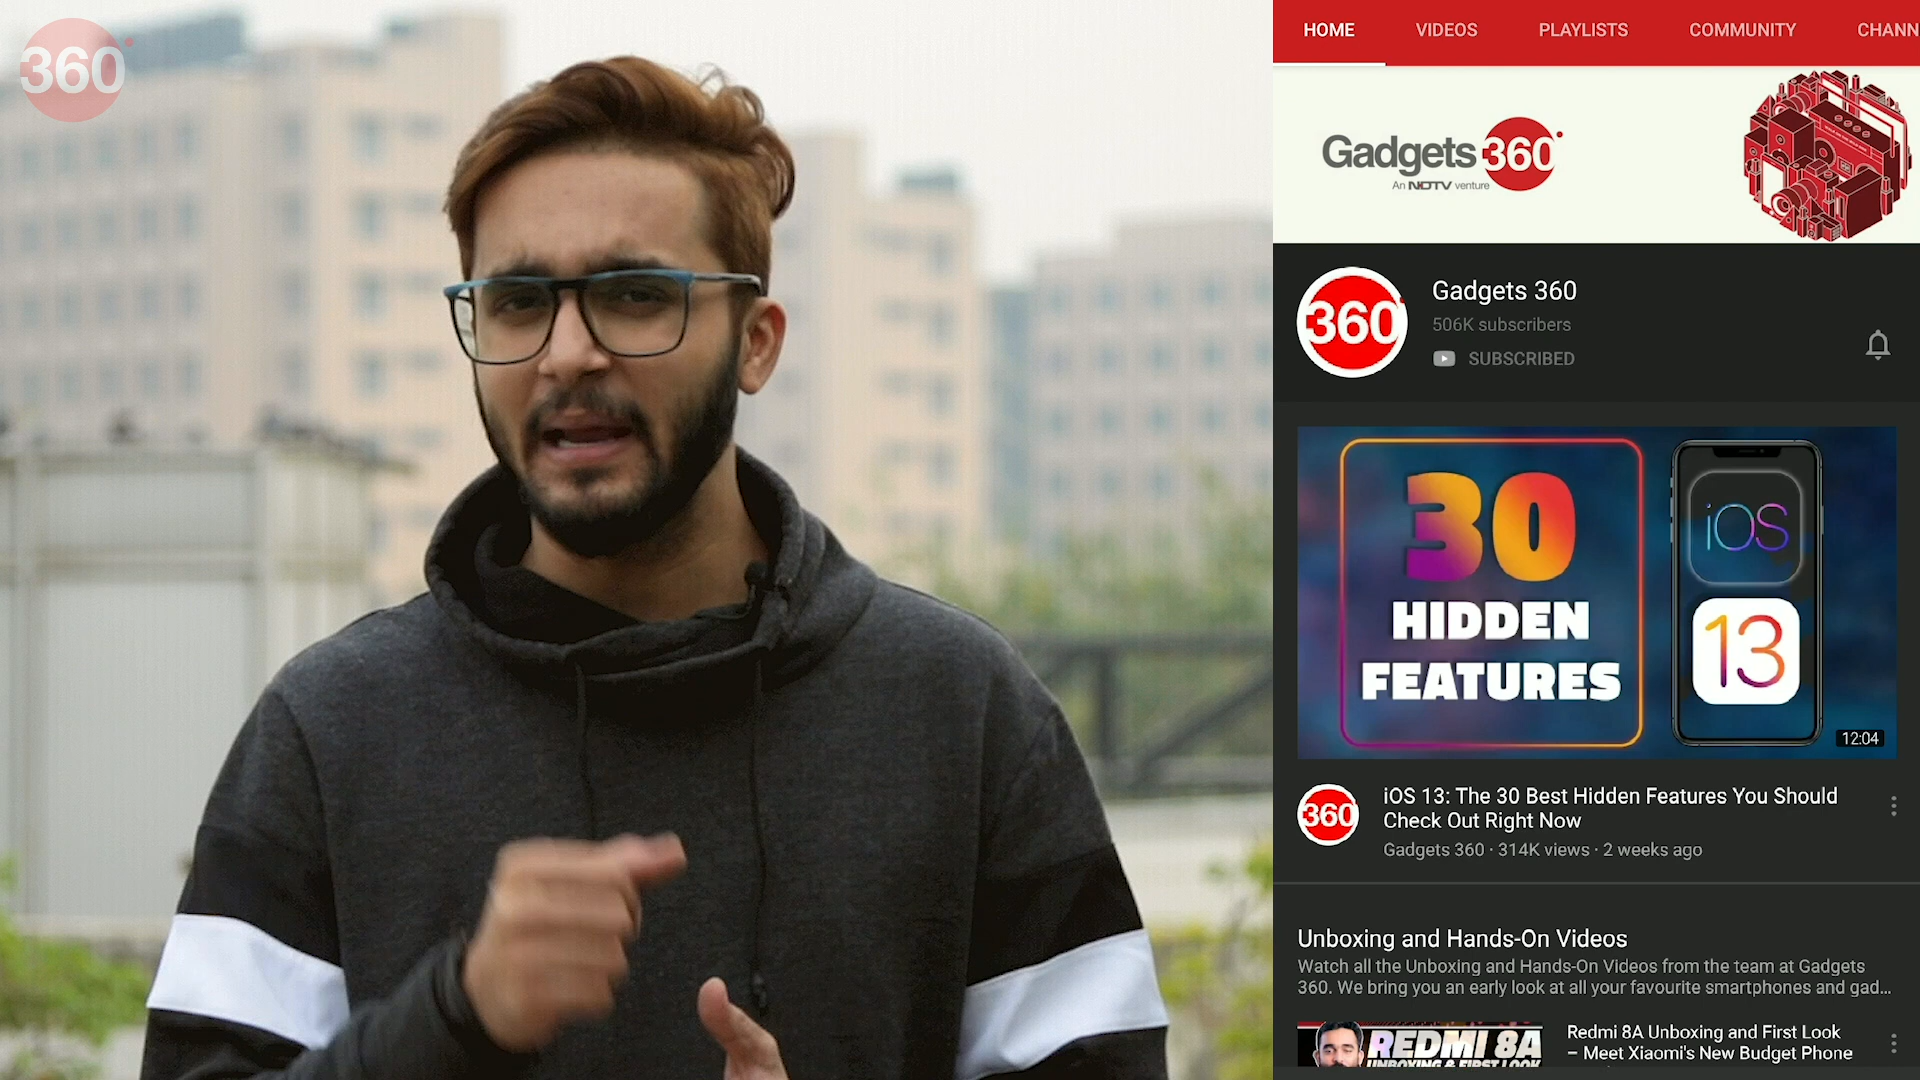 360
HOME VIDEOS PLAYLISTS COMMUNITY CHANN
Gadgets 360
An NDTV venture
360
Gadgets 360
506K subscribers
SUBSCRIBED
30
HIDDEN
FEATURES
iOS
13
12:04
360
iOS 13: The 30 Best Hidden Features You Should
Check Out Right Now
Gadgets 360 · 314K views · 2 weeks ago
Unboxing and Hands-On Videos
Watch all the Unboxing and Hands-On Videos from the team at Gadgets
360. We bring you an early look at all your favourite smartphones and gad...
REDMI 8A
UNBOXING & FIRST LOOK
Redmi 8A Unboxing and First Look
– Meet Xiaomi's New Budget Phone